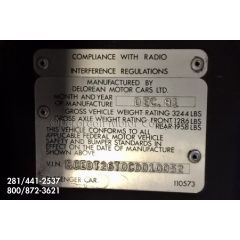 COMPLIANCE WITH RADIO
INTERFERENCE REGULATIONS
MANUFACTURED BY
DELOREAN MOTOR CARS LTD.
MONTH AND YEAR
OF MANUFACTURE DEC. 81
GROSS VEHICLE WEIGHT RATING 3244 LBS
GROSS AXLE WEIGHT RATING FRONT 1286 LBS
REAR 1958 LBS
THIS VEHICLE CONFORMS TO ALL
APPLICABLE FEDERAL MOTOR VEHICLE
SAFETY AND BUMPER STANDARDS IN
EFFECT ON THE DATE OF MANUFACTURE
SHOWN ABOVE.
V.I.N.
ENGER CAR. 110573
281/441-2537
800/872-3621